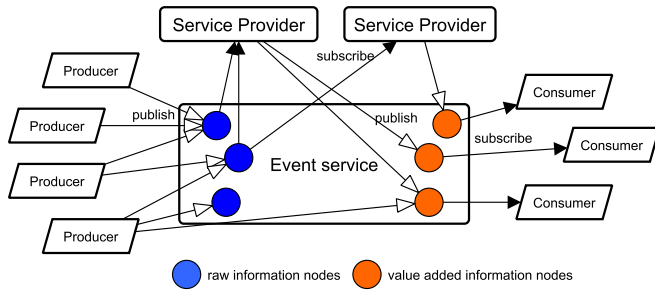 Service Provider
Service Provider
subscribe
Producer
publish
publish
Consumer
Producer
subscribe
Consumer
Event service
Producer
Consumer
Producer
raw information nodes
value added information nodes